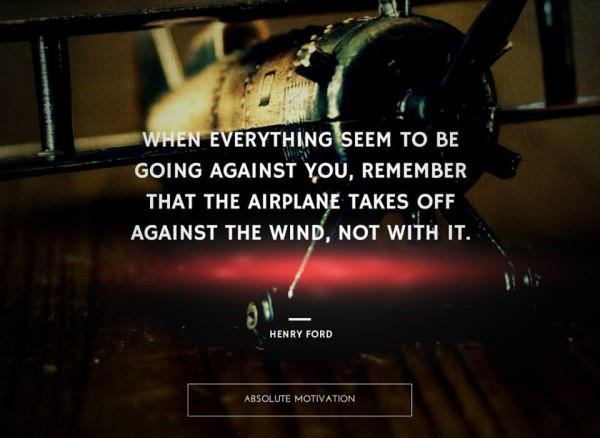 WHEN EVERYTHING SEEM TO BE
GOING AGAINST YOU, REMEMBER
THAT THE AIRPLANE TAKES OFF
AGAINST THE WIND, NOT WITH IT.
HENRY FORD
ABSOLUTE MOTIVATION